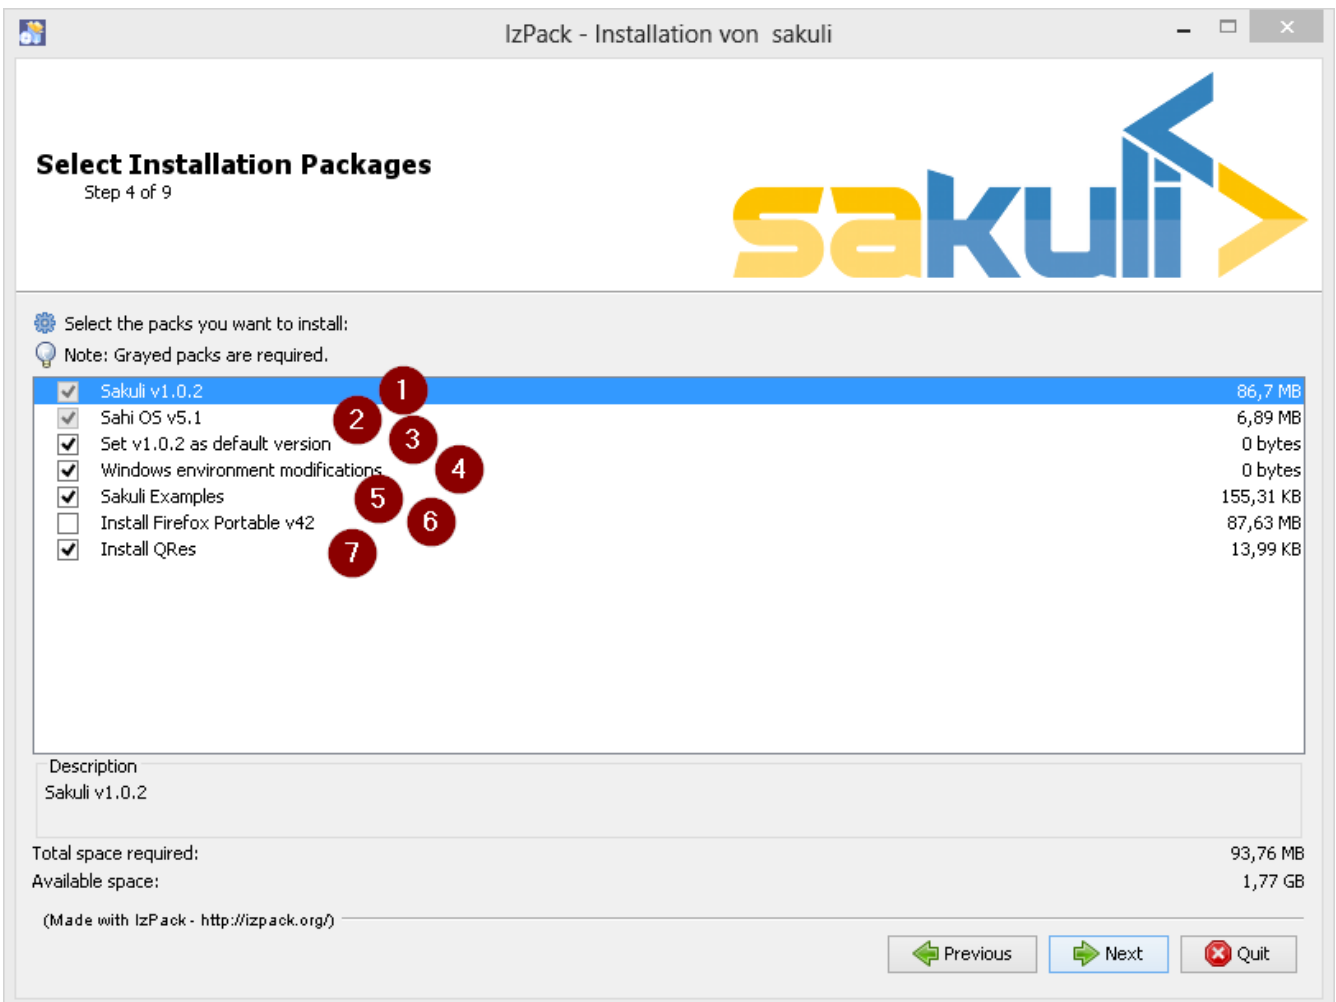 IzPack - Installation von sakuli
Select Installation Packages
Step 4 of 9
sakuli
Select the packs you want to install:
Note: Grayed packs are required.
Sakuli v1.0.2 1 86,7 MB
Sahi OS v5.1 2 6,89 MB
Set v1.0.2 as default version 3 0 bytes
Windows environment modifications 4 0 bytes
Sakuli Examples 5 155,31 KB
Install Firefox Portable v42 6 87,63 MB
Install QRes 7 13,99 KB
Description
Sakuli v1.0.2
Total space required: 93,76 MB
Available space: 1,77 GB
(Made with IzPack - http://izpack.org/)
Previous Next Quit